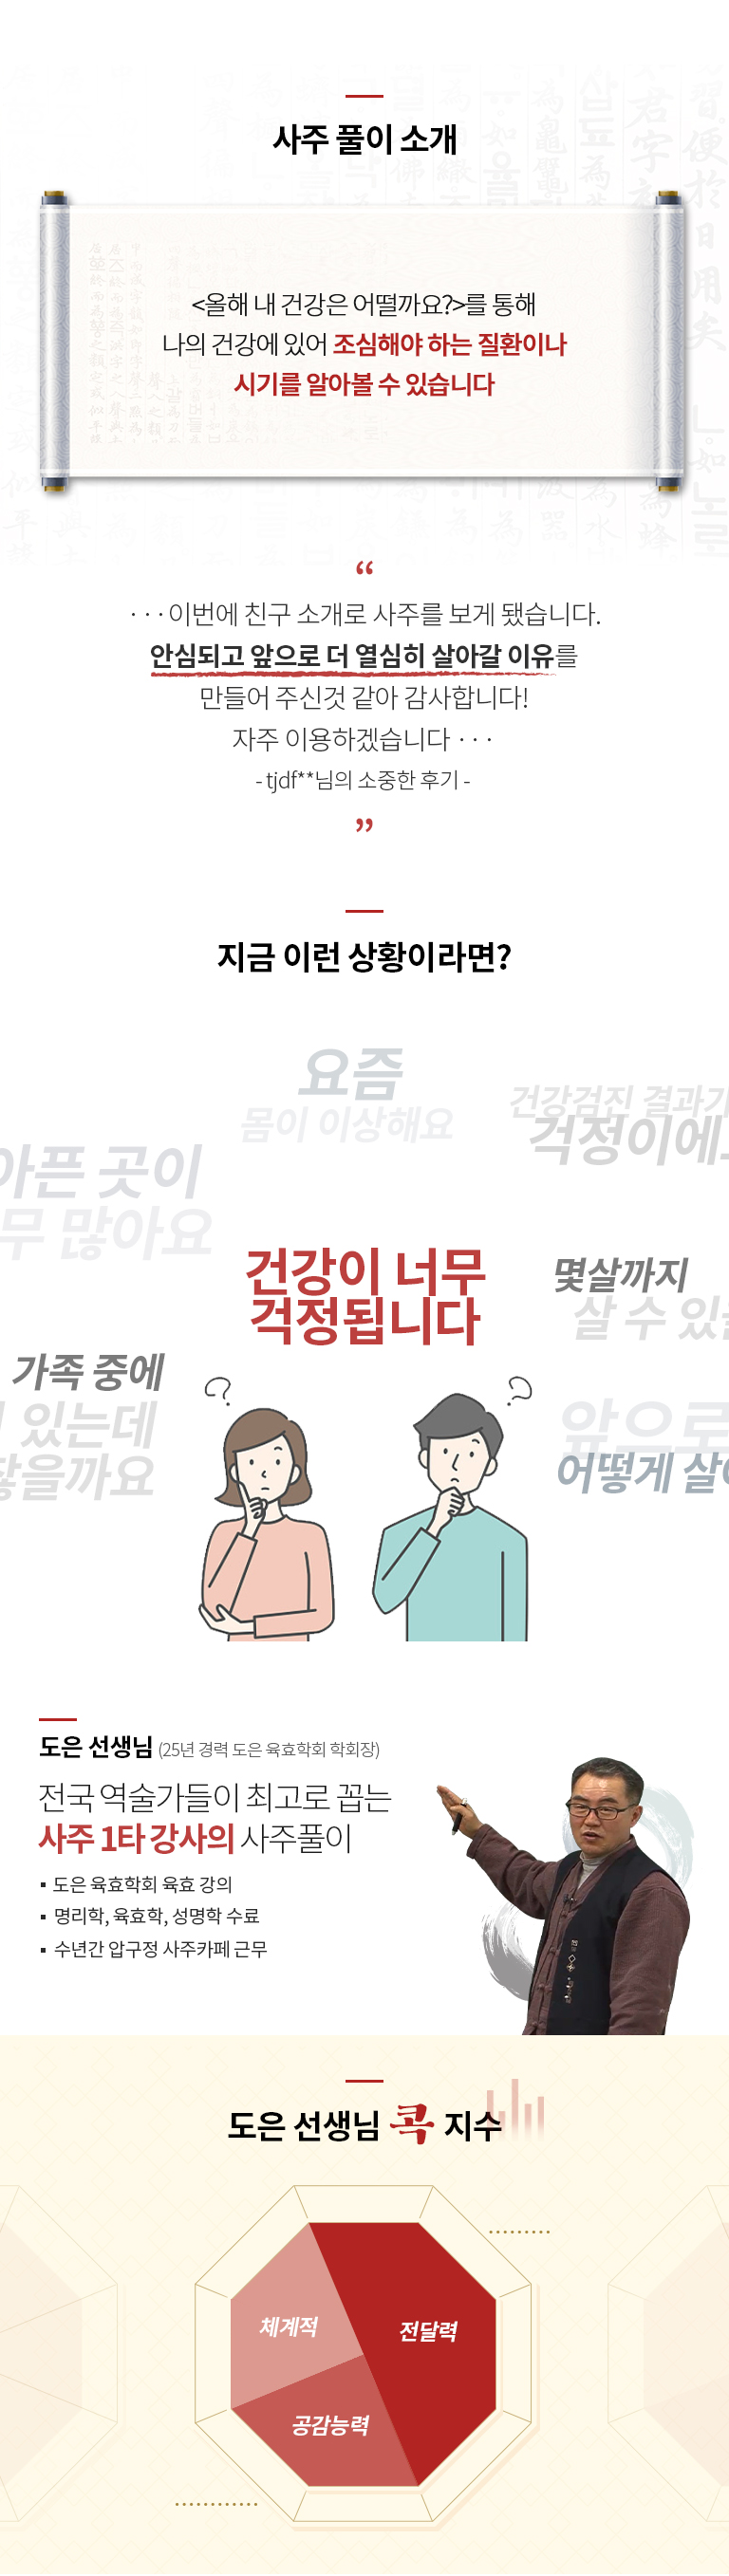 사주 풀이 소개
<올해 내 건강은 어떨까요?>를 통해
나의 건강에 있어 조심해야 하는 질환이나
시기를 알아볼 수 있습니다
“
· · · 이번에 친구 소개로 사주를 보게 됐습니다.
안심되고 앞으로 더 열심히 살아갈 이유를
만들어 주신것 같아 감사합니다!
자주 이용하겠습니다 · · ·
- tjdf**님의 소중한 후기 -
”
지금 이런 상황이라면?
요즘
몸이 이상해요
건강검진 결과가
걱정이에
아픈 곳이
무 많아요
건강이 너무
걱정됩니다
몇살까지
살 수 있
가족 중에
있는데
않을까요
앞으로
어떻게 살
도은 선생님 (25년 경력 도은 육효학회 학회장)
전국 역술가들이 최고로 꼽는
사주 1타 강사의 사주풀이
▪ 도은 육효학회 육효 강의
▪ 명리학, 육효학, 성명학 수료
▪ 수년간 압구정 사주카페 근무
도은 선생님 콕 지수
체계적
전달력
공감능력